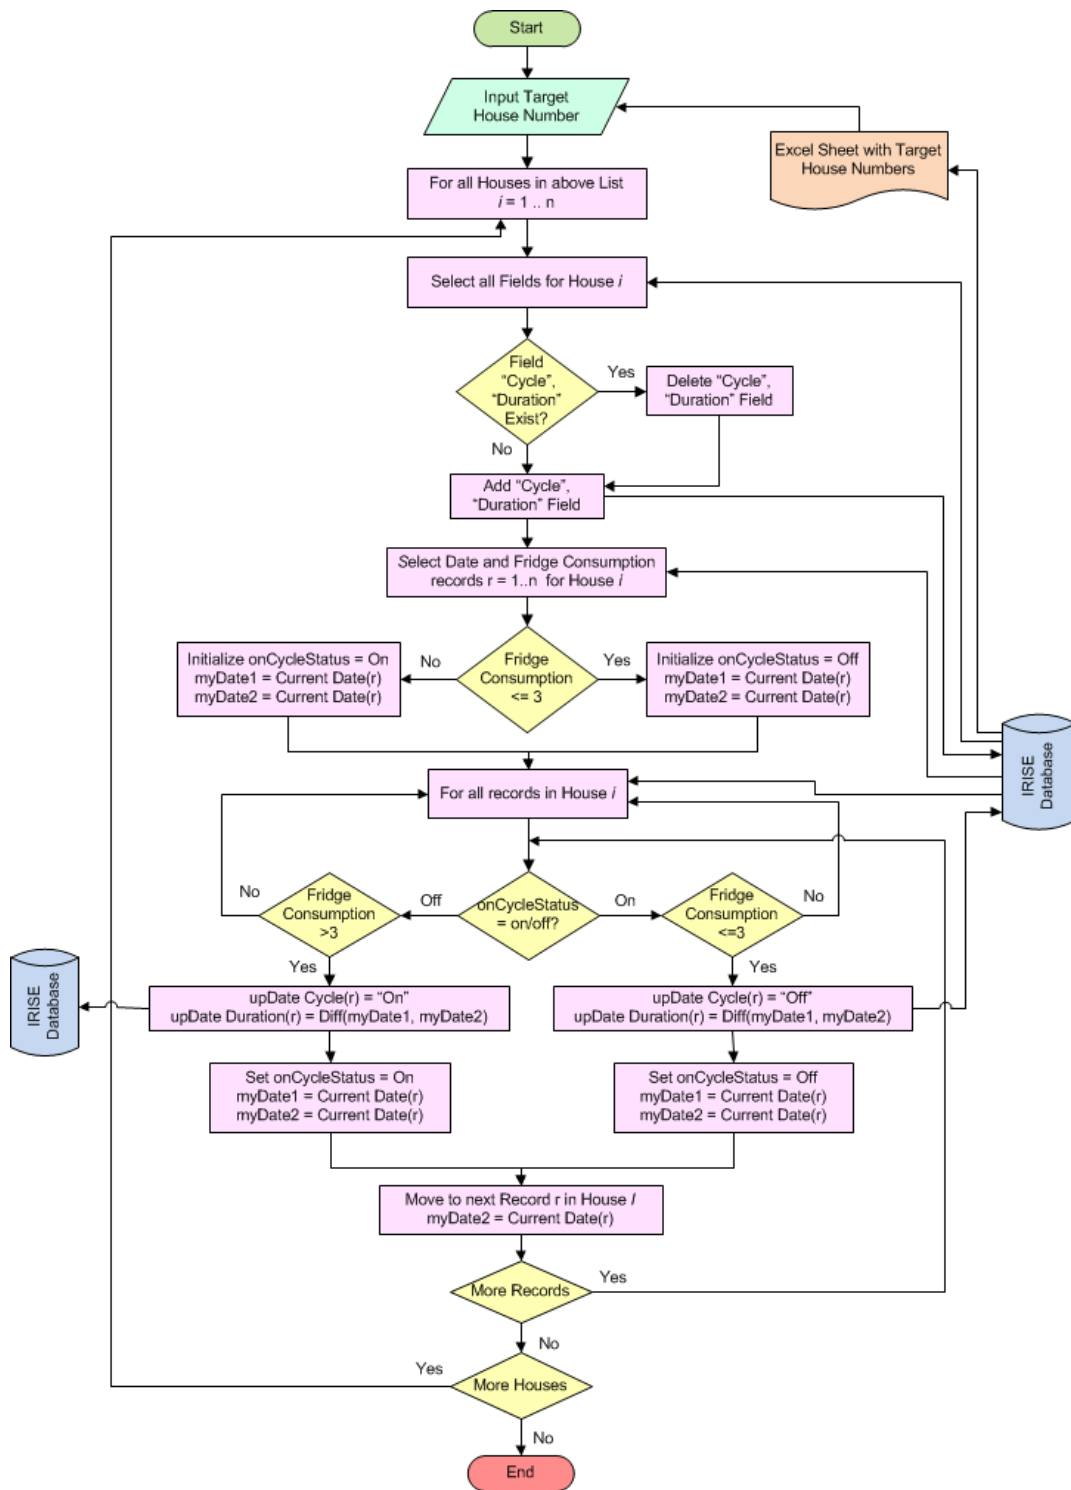 Start
Input Target
House Number
Excel Sheet with Target
House Numbers
For all Houses in above List
i = 1 .. n
Select all Fields for House i
Field
“Cycle”,
“Duration”
Exist?
Yes
Delete “Cycle”,
“Duration” Field
No
Add “Cycle”,
“Duration” Field
Select Date and Fridge Consumption
records r = 1..n for House i
Initialize onCycleStatus = On
myDate1 = Current Date(r)
myDate2 = Current Date(r)
No
Fridge
Consumption
<= 3
Yes
Initialize onCycleStatus = Off
myDate1 = Current Date(r)
myDate2 = Current Date(r)
IRISE
Database
For all records in House i
No
Fridge
Consumption
>3
Off
onCycleStatus
= on/off?
On
Fridge
Consumption
<=3
No
Yes
Yes
IRISE
Database
upDate Cycle(r) = “On”
upDate Duration(r) = Diff(myDate1, myDate2)
upDate Cycle(r) = “Off”
upDate Duration(r) = Diff(myDate1, myDate2)
Set onCycleStatus = On
myDate1 = Current Date(r)
myDate2 = Current Date(r)
Set onCycleStatus = Off
myDate1 = Current Date(r)
myDate2 = Current Date(r)
Move to next Record r in House I
myDate2 = Current Date(r)
More Records
Yes
No
Yes
More Houses
No
End